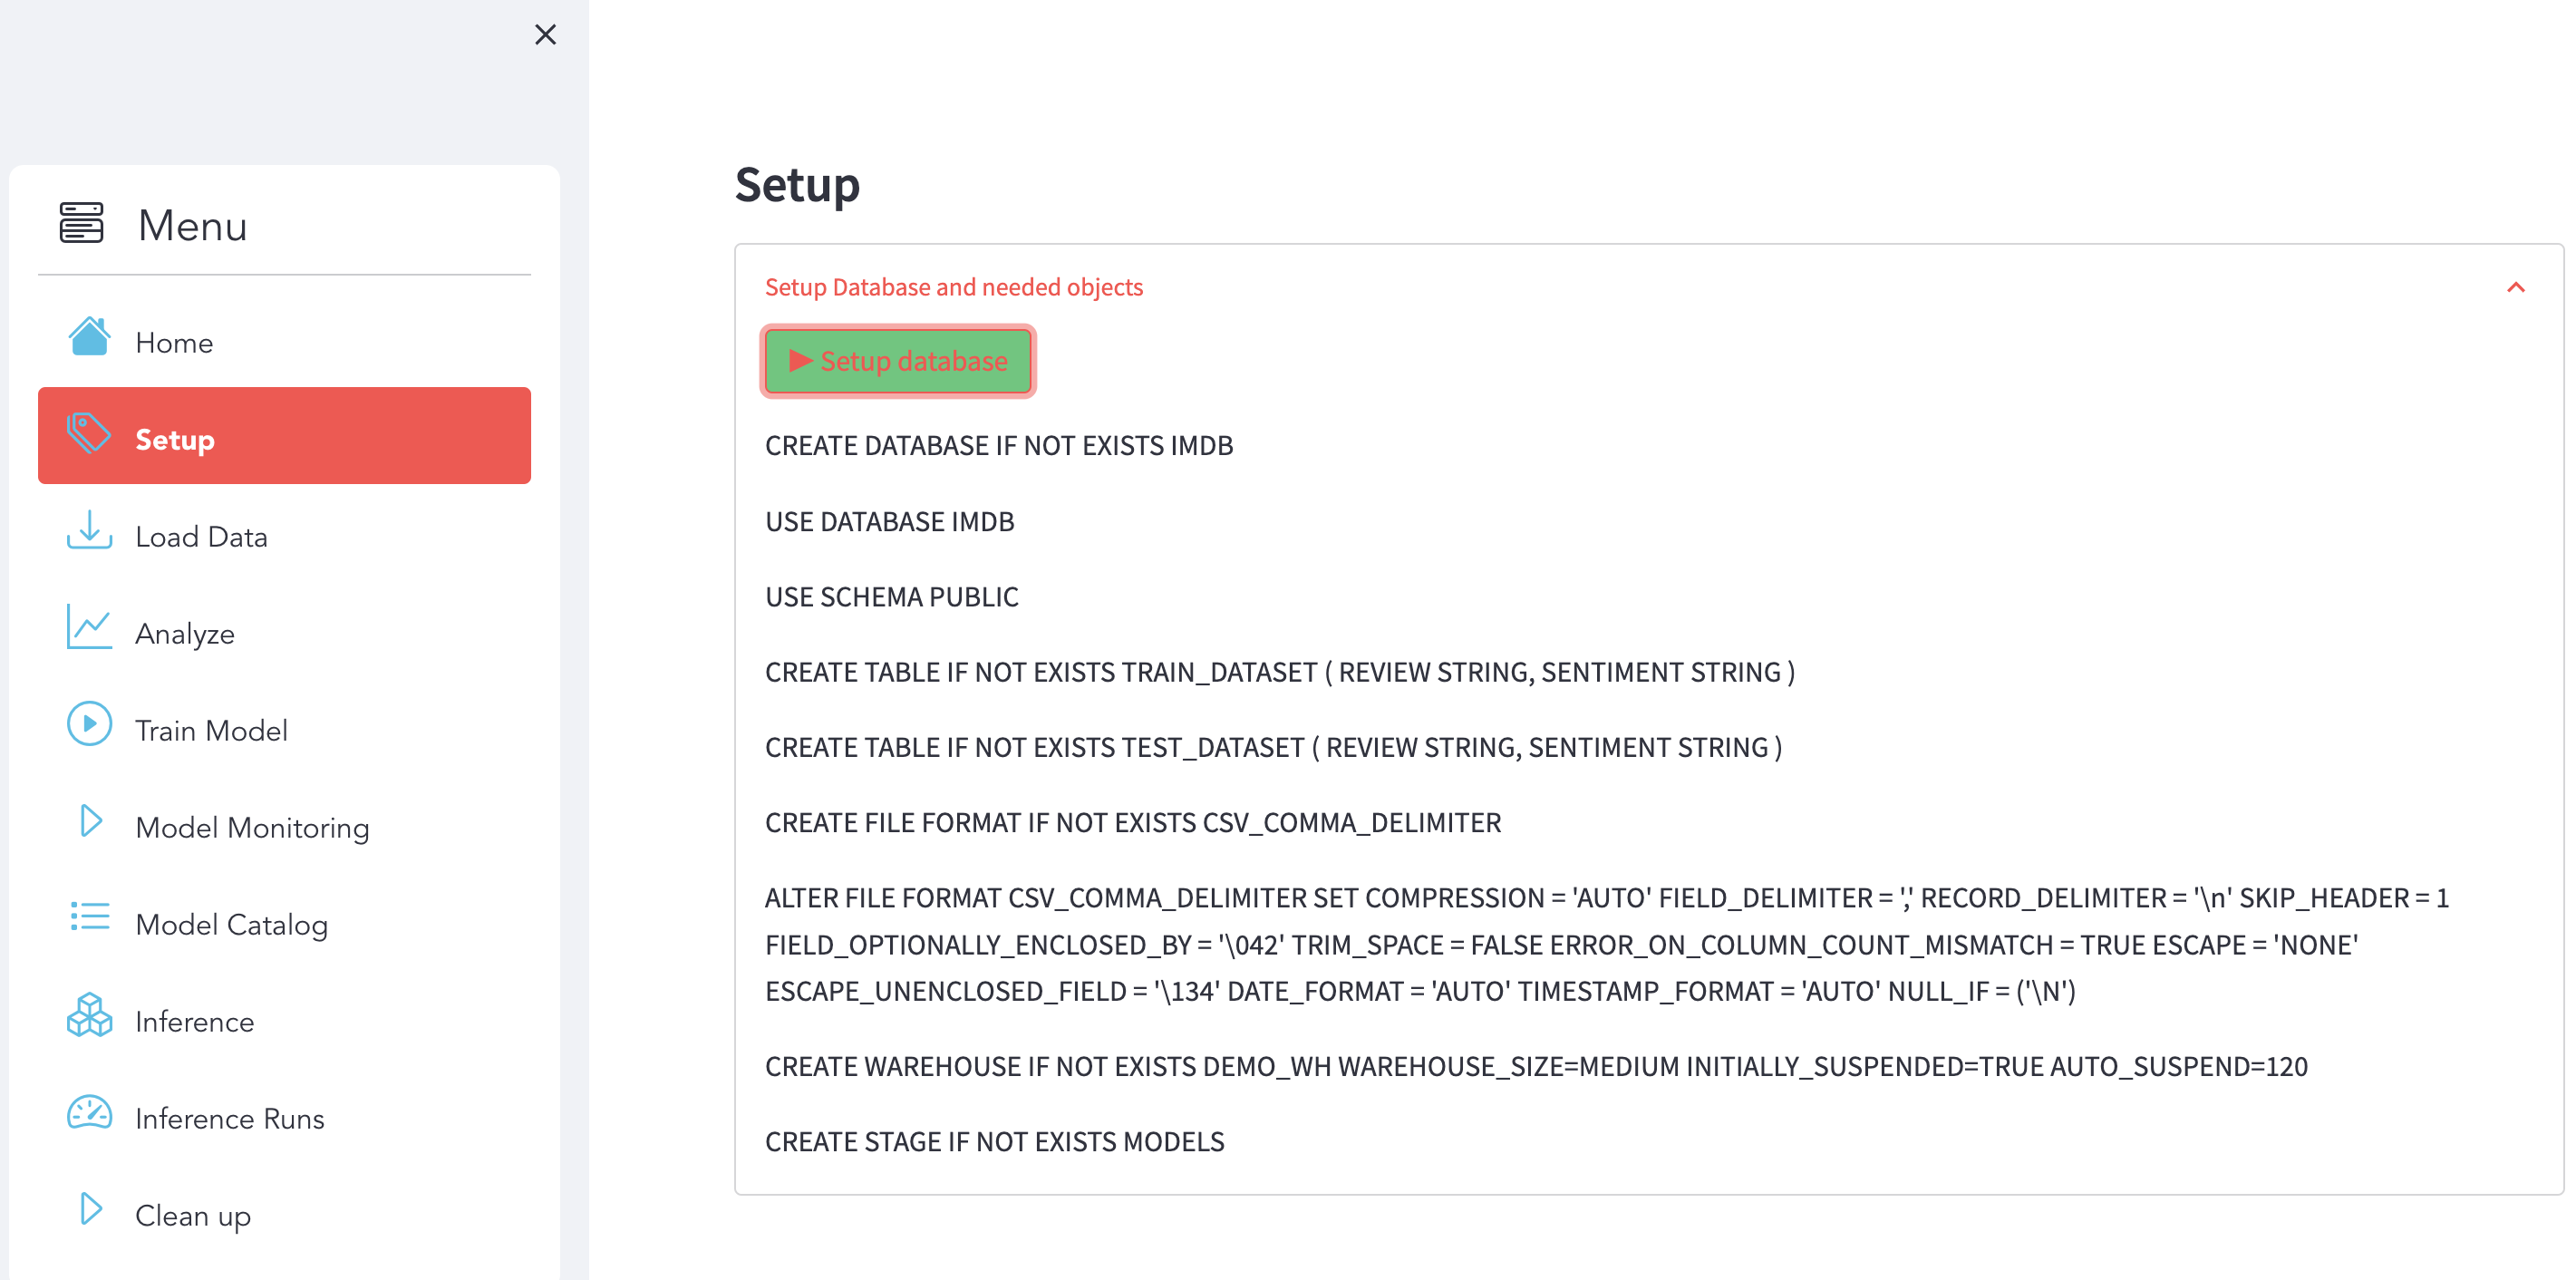 Menu
Home
Setup
Load Data
Analyze
Train Model
Model Monitoring
Model Catalog
Inference
Inference Runs
Clean up
Setup
Setup Database and needed objects
Setup database
CREATE DATABASE IF NOT EXISTS IMDB
USE DATABASE IMDB
USE SCHEMA PUBLIC
CREATE TABLE IF NOT EXISTS TRAIN_DATASET ( REVIEW STRING, SENTIMENT STRING )
CREATE TABLE IF NOT EXISTS TEST_DATASET ( REVIEW STRING, SENTIMENT STRING )
CREATE FILE FORMAT IF NOT EXISTS CSV_COMMA_DELIMITER
ALTER FILE FORMAT CSV_COMMA_DELIMITER SET COMPRESSION = 'AUTO' FIELD_DELIMITER = ',' RECORD_DELIMITER = '\n' SKIP_HEADER = 1
FIELD_OPTIONALLY_ENCLOSED_BY = '\042' TRIM_SPACE = FALSE ERROR_ON_COLUMN_COUNT_MISMATCH = TRUE ESCAPE = 'NONE'
ESCAPE_UNENCLOSED_FIELD = '\134' DATE_FORMAT = 'AUTO' TIMESTAMP_FORMAT = 'AUTO' NULL_IF = ('\N')
CREATE WAREHOUSE IF NOT EXISTS DEMO_WH WAREHOUSE_SIZE=MEDIUM INITIALLY_SUSPENDED=TRUE AUTO_SUSPEND=120
CREATE STAGE IF NOT EXISTS MODELS